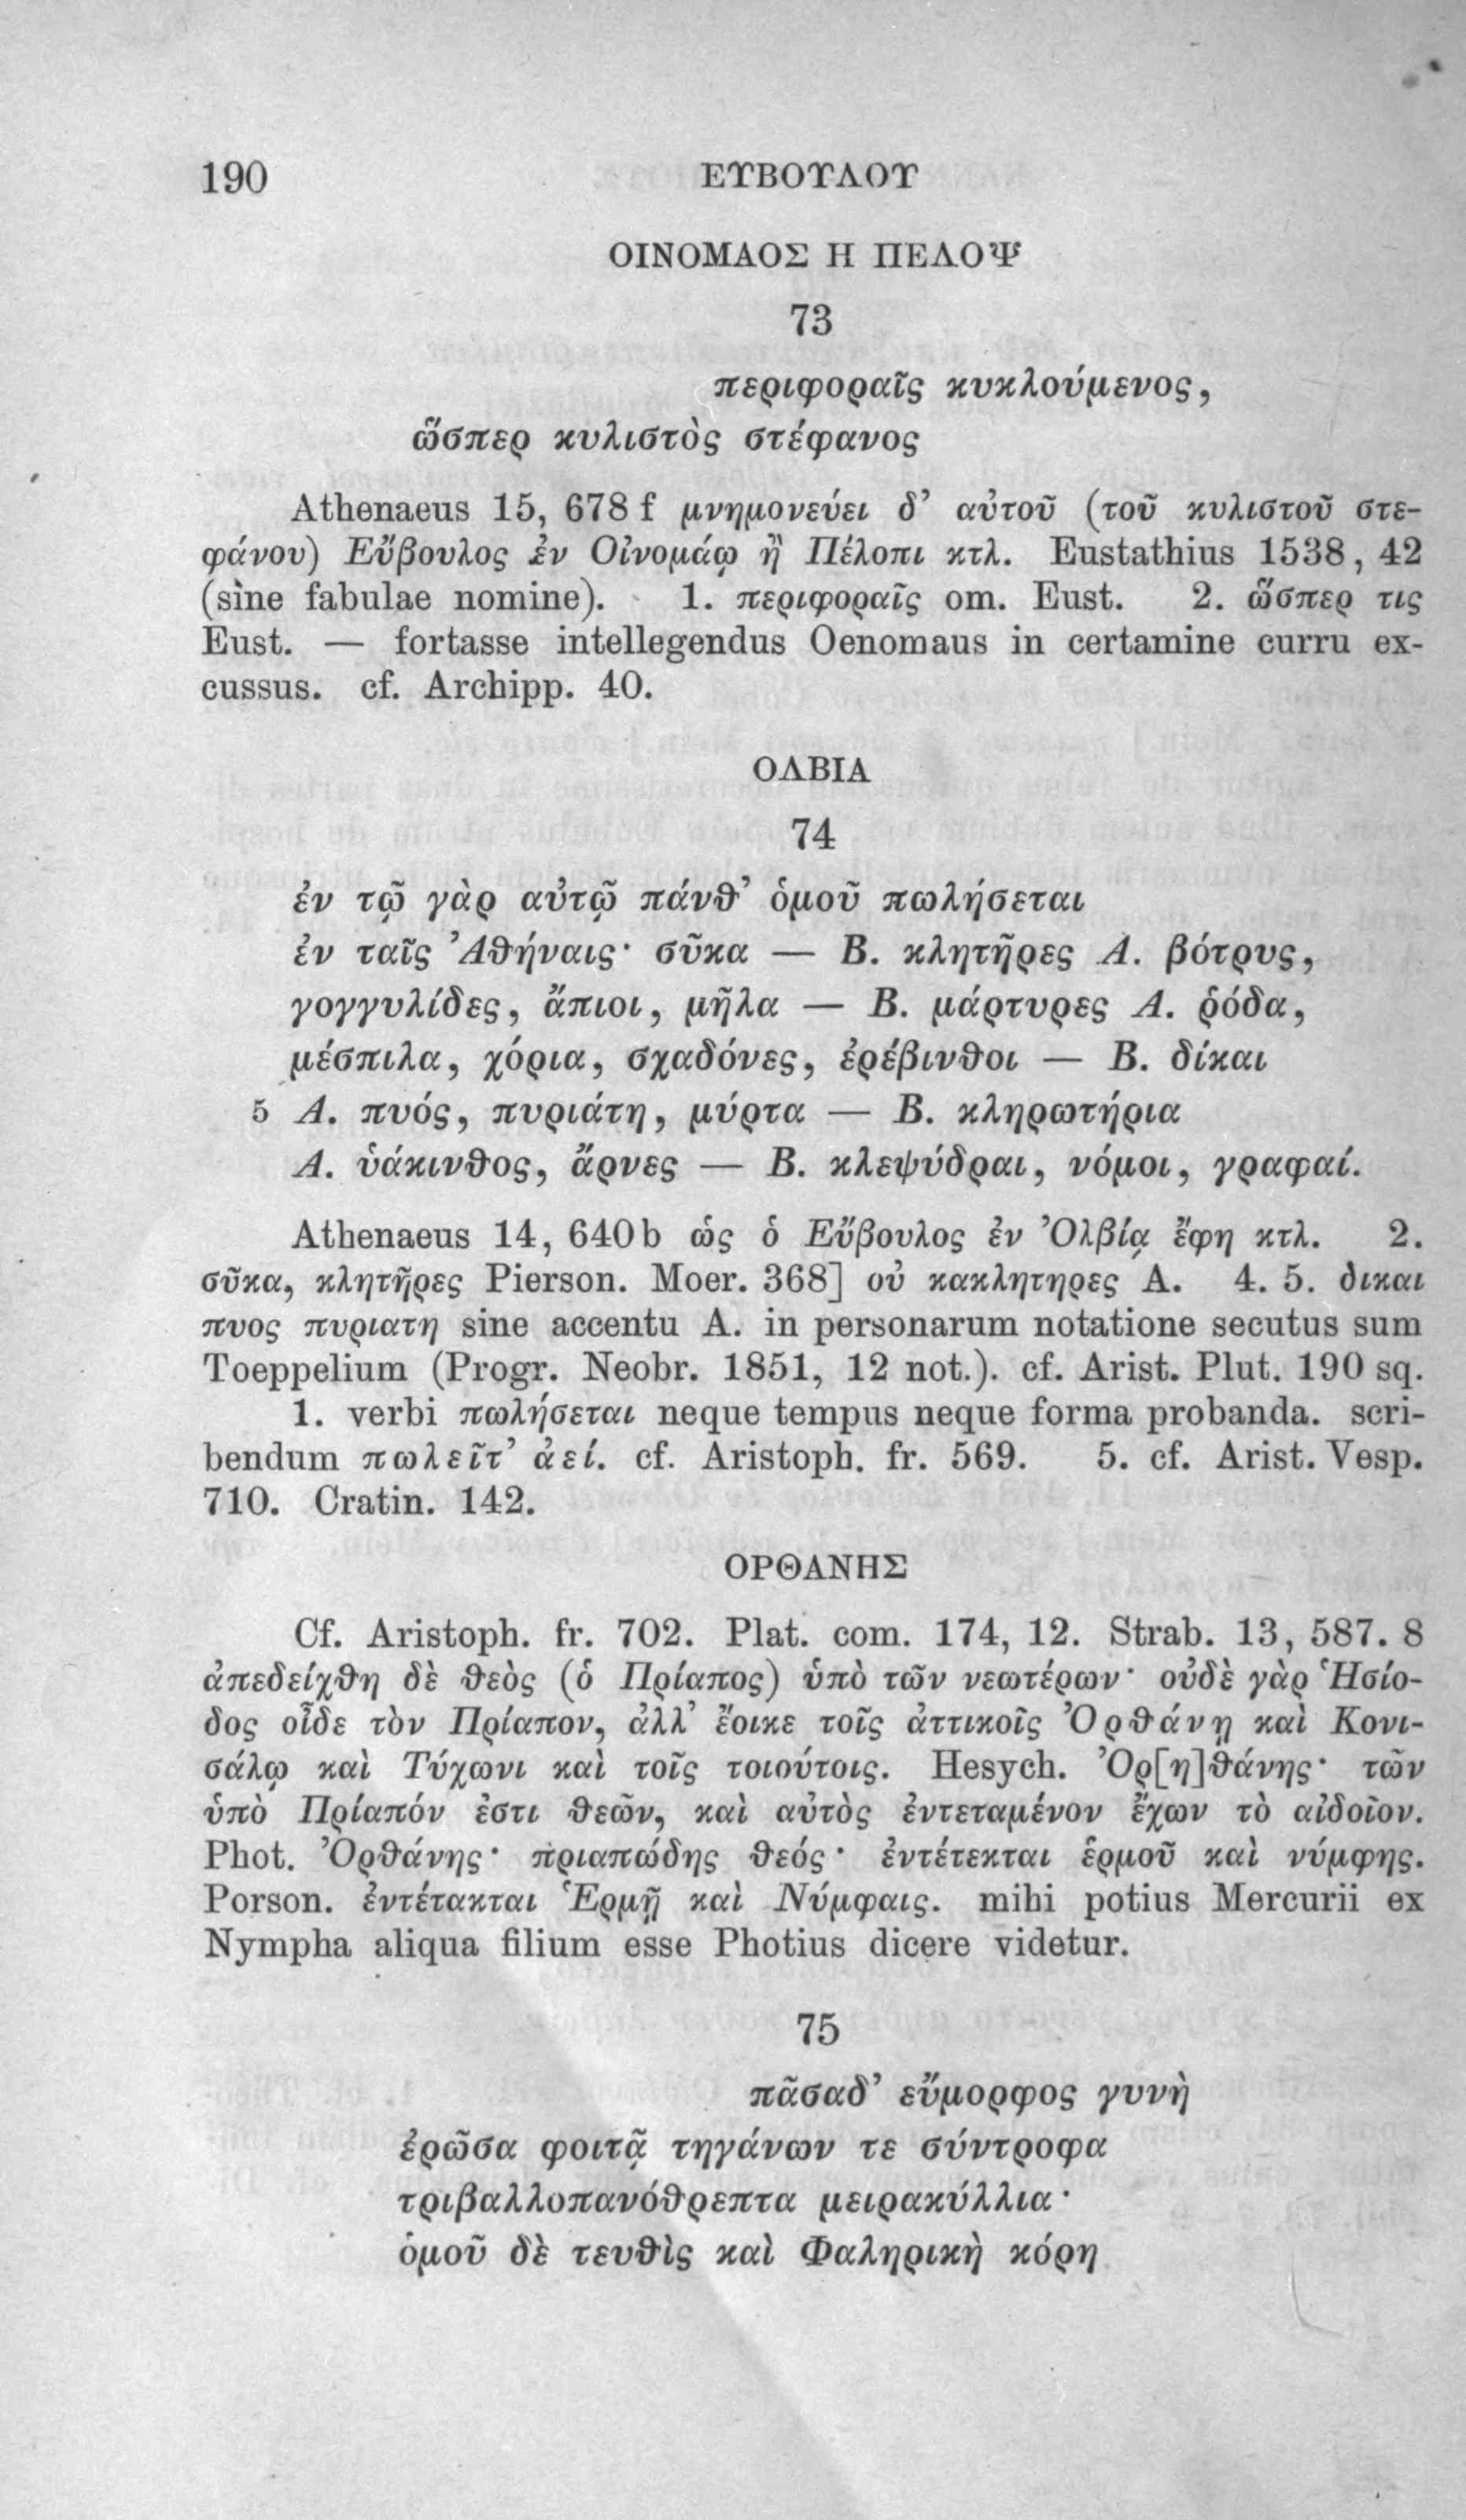 190 ΕΥΒΟΥΛΟΥ
ΟΙΝΟΜΑΟΣ Η ΠΕΛΟΨ
73
περιφοραῖς κυκλούμενος,
ὥσπερ κυλιστὸς στέφανος
Athenaeus 15, 678 f μνημονεύει δ’ αὐτοῦ (τοῦ κυλιστοῦ στε-
φάνου) Εὔβουλος ἐν Οἰνομάῳ ἢ Πέλοπι κτλ. Eustathius 1538, 42
(sine fabulae nomine). 1. περιφοραῖς om. Eust. 2. ὥσπερ τις
Eust. — fortasse intellegendus Oenomaus in certamine curru ex-
cussus. cf. Archipp. 40.
ΟΛΒΙΑ
74
ἐν τῷ γὰρ αὐτῷ πάνθ’ ὁμοῦ πωλήσεται
ἐν ταῖς Ἀθήναις· σῦκα — Β. κλητῆρες Α. βότρυς,
γογγυλίδες, ἄπιοι, μῆλα — Β. μάρτυρες Α. ῥόδα,
μέσπιλα, χόρια, σχαδόνες, ἐρέβινθοι — Β. δίκαι
5 Α. πυός, πυριάτη, μύρτα — Β. κληρωτήρια
Α. ὑάκινθος, ἄρνες — Β. κλεψύδραι, νόμοι, γραφαί.
Athenaeus 14, 640b ὡς ὁ Εὔβουλος ἐν Ὀλβίᾳ ἔφη κτλ. 2.
σῦκα, κλητῆρες Pierson. Moer. 368] οὐ κακλητηρες A. 4. 5. δικαι
πυος πυριατη sine accentu A. in personarum notatione secutus sum
Toeppelium (Progr. Neobr. 1851, 12 not.). cf. Arist. Plut. 190 sq.
1. verbi πωλήσεται neque tempus neque forma probanda. scri-
bendum πωλεῖτ’ ἀεί. cf. Aristoph. fr. 569. 5. cf. Arist. Vesp.
710. Cratin. 142.
ΟΡΘΑΝΗΣ
Cf. Aristoph. fr. 702. Plat. com. 174, 12. Strab. 13, 587. 8
ἀπεδείχθη δὲ θεὸς (ὁ Πρίαπος) ὑπὸ τῶν νεωτέρων· οὐδὲ γὰρ Ἡσίο-
δος οἶδε τὸν Πρίαπον, ἀλλ’ ἔοικε τοῖς ἀττικοῖς Ὀρθάνῃ καὶ Κονι-
σάλῳ καὶ Τύχωνι καὶ τοῖς τοιούτοις. Hesych. Ὀρ[η]θάνης· τῶν
ὑπὸ Πρίαπόν ἐστι θεῶν, καὶ αὐτὸς ἐντεταμένον ἔχων τὸ αἰδοῖον.
Phot. Ὀρθάνης· πριαπώδης θεός· ἐντέτεκται ἑρμοῦ καὶ νύμφης.
Porson. ἐντέτακται Ἑρμῇ καὶ Νύμφαις. mihi potius Mercurii ex
Nympha aliqua filium esse Photius dicere videtur.
75
πᾶσαδ’ εὔμορφος γυνὴ
ἐρῶσα φοιτᾷ τηγάνων τε σύντροφα
τριβαλλοπανόθρεπτα μειρακύλλια·
ὁμοῦ δὲ τευθὶς καὶ Φαληρικὴ κόρη